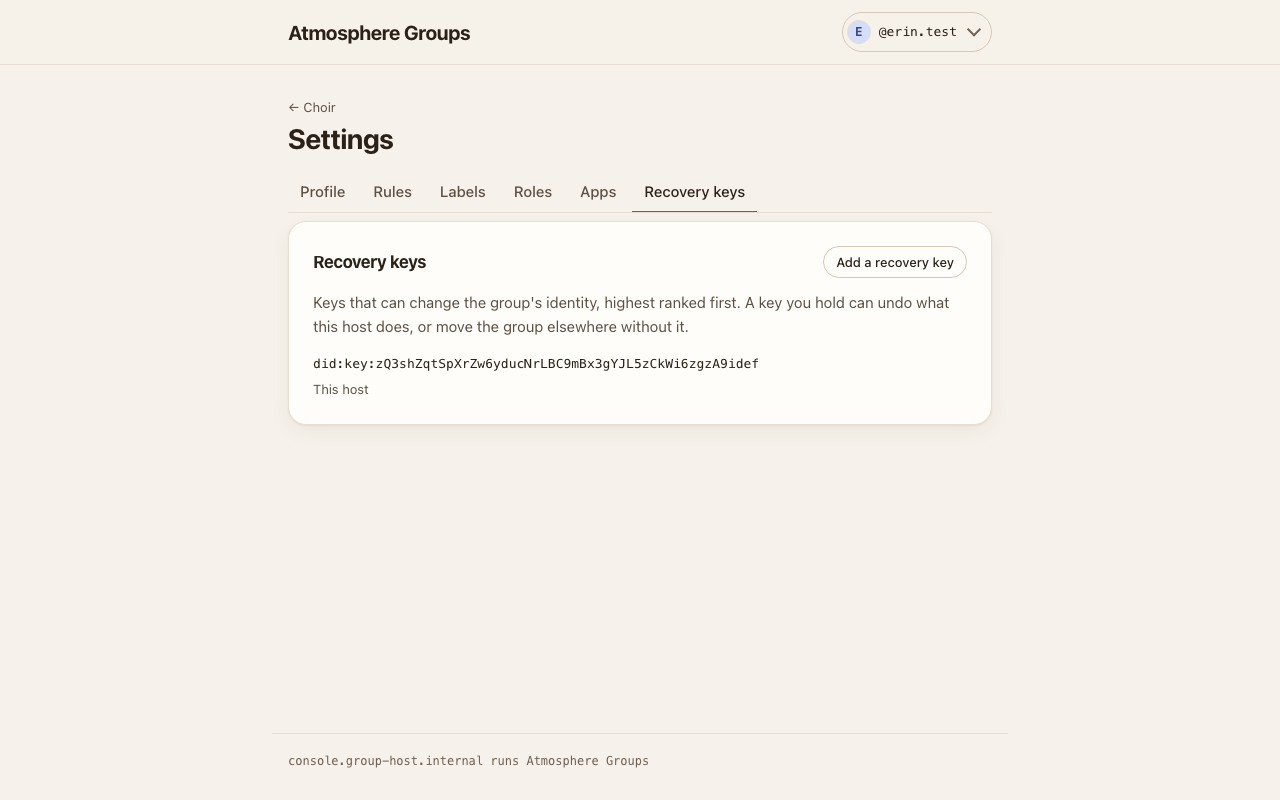 Atmosphere Groups
E @erin.test
← Choir
Settings
Profile Rules Labels Roles Apps Recovery keys
Recovery keys
Add a recovery key
Keys that can change the group's identity, highest ranked first. A key you hold can undo what
this host does, or move the group elsewhere without it.
did:key:zQ3shZqtSpXrZw6yducNrLBC9mBx3gYJL5zCkWi6zgzA9idef
This host
console.group-host.internal runs Atmosphere Groups